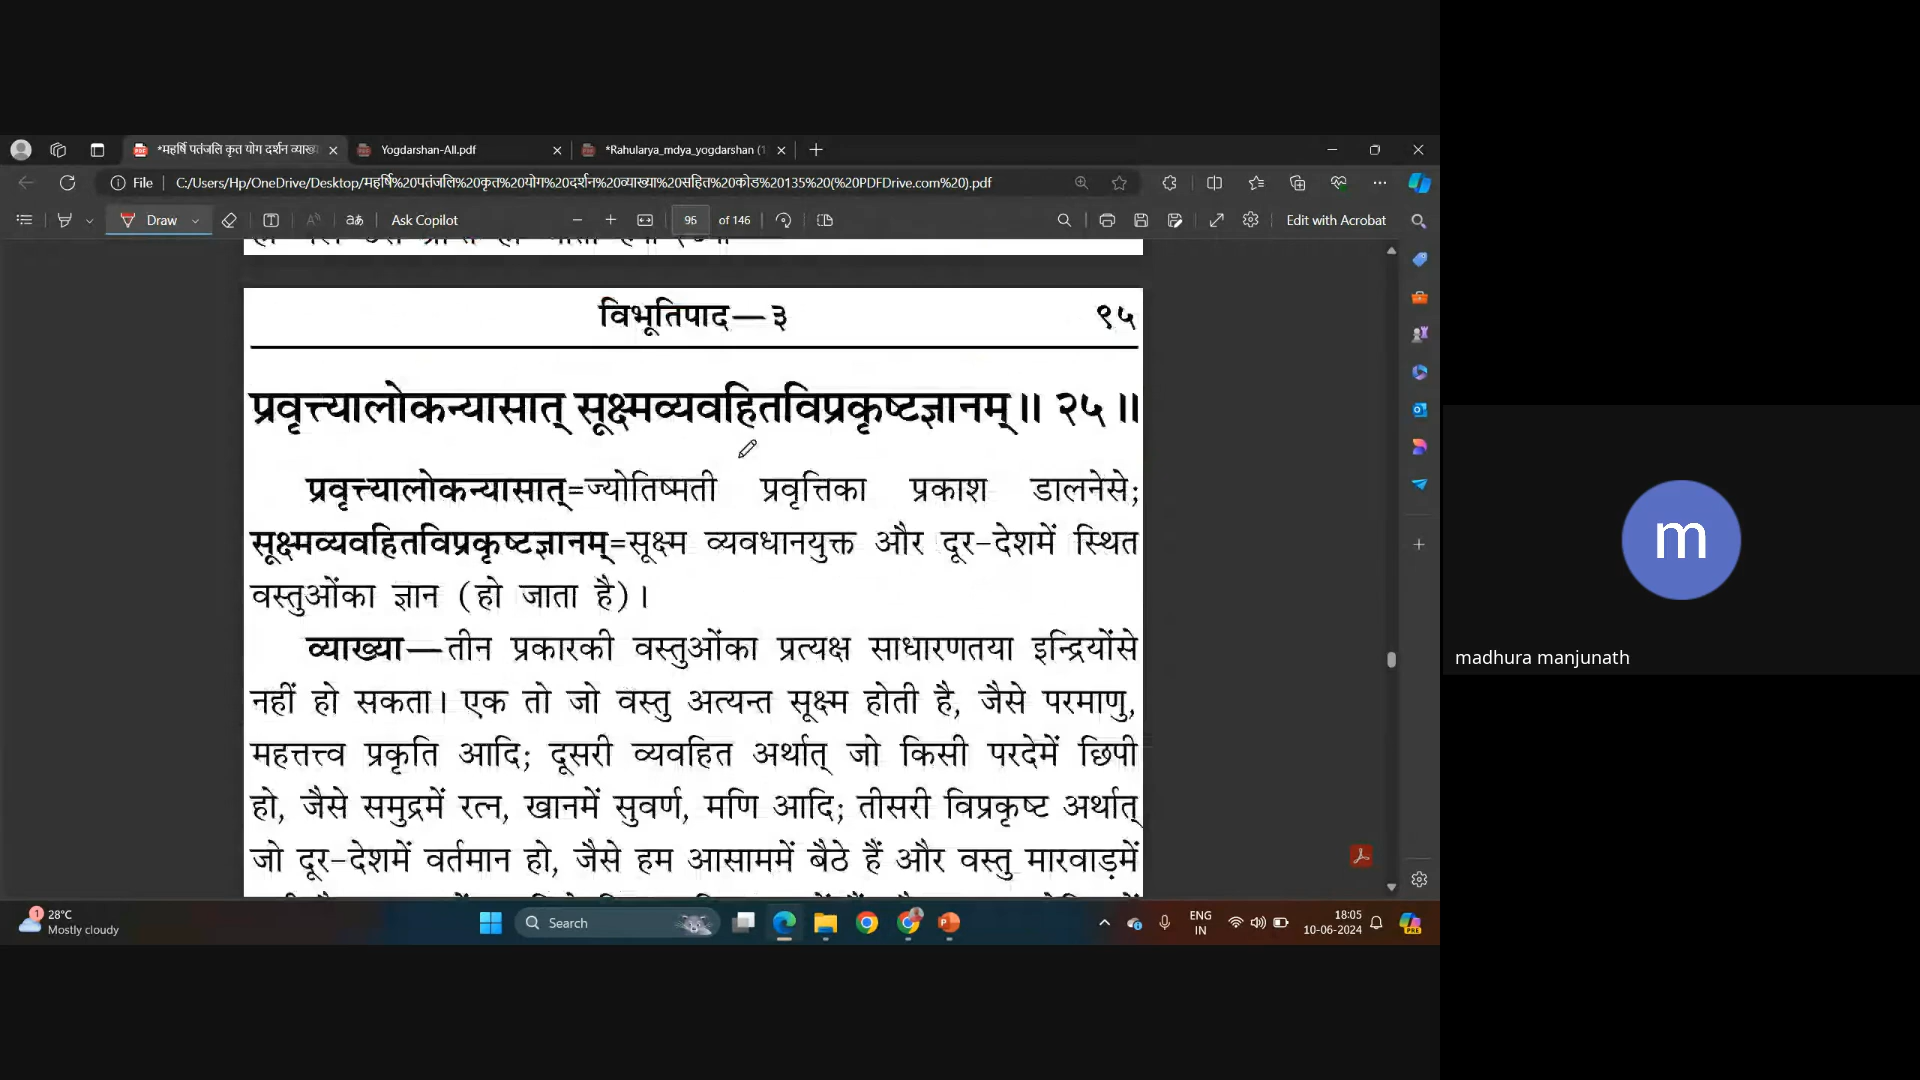 *महर्षि पतंजलि कृत योग दर्शन व्याख्य
Yogdarshan-All.pdf
*Rahularya_mdya_yogdarshan (1
File
C:/Users/Hp/OneDrive/Desktop/महर्षि%20पतंजलि%20कृत%20योग%20दर्शन%20व्याख्या%20सहित%20कोड%20135%20(%20PDFDrive.com%20).pdf
Draw
Ask Copilot
96 of 146
Edit with Acrobat
विभूतिपाद—३ ९५
प्रवृत्त्यालोकन्यासात् सूक्ष्मव्यवहितविप्रकृष्टज्ञानम्॥ २५॥
प्रवृत्त्यालोकन्यासात्=ज्योतिष्मती प्रवृत्तिका प्रकाश डालनेसे;
सूक्ष्मव्यवहितविप्रकृष्टज्ञानम्=सूक्ष्म व्यवधानयुक्त और दूर-देशमें स्थित
वस्तुओंका ज्ञान (हो जाता है)।
व्याख्या—तीन प्रकारकी वस्तुओंका प्रत्यक्ष साधारणतया इन्द्रियोंसे
नहीं हो सकता। एक तो जो वस्तु अत्यन्त सूक्ष्म होती है, जैसे परमाणु,
महत्तत्त्व प्रकृति आदि; दूसरी व्यवहित अर्थात् जो किसी परदेमें छिपी
हो, जैसे समुद्रमें रत्न, खानमें सुवर्ण, मणि आदि; तीसरी विप्रकृष्ट अर्थात्
जो दूर-देशमें वर्तमान हो, जैसे हम आसाममें बैठे हैं और वस्तु मारवाड़में
m
madhura manjunath
1
28°C
Mostly cloudy
Search
ENG
IN
18:05
10-06-2024
PRE